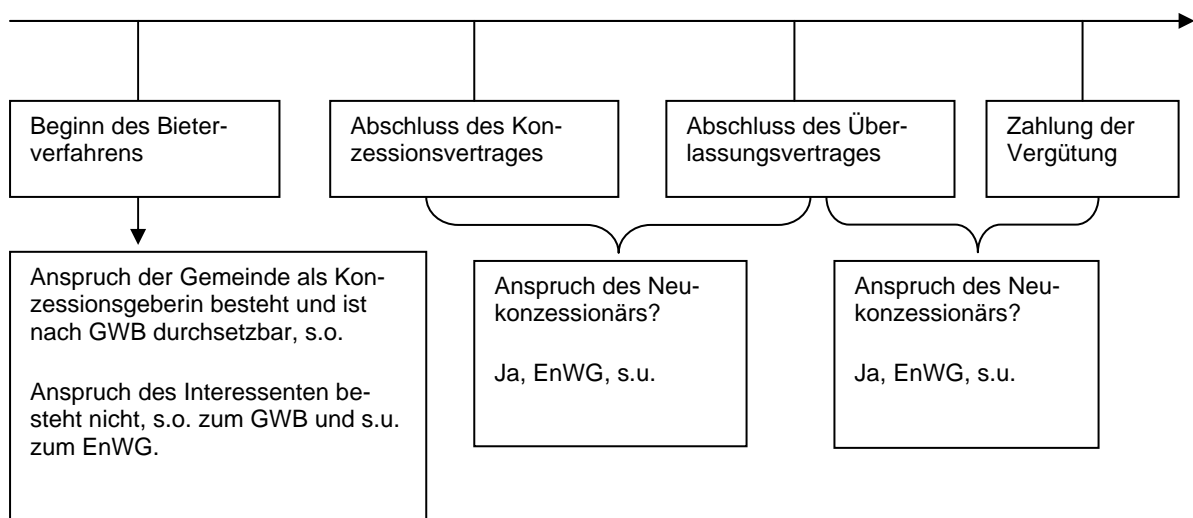 Beginn des Bieter-
verfahrens
Abschluss des Kon-
zessionsvertrages
Abschluss des Über-
lassungsvertrages
Zahlung der
Vergütung
Anspruch der Gemeinde als Kon-
zessionsgeberin besteht und ist
nach GWB durchsetzbar, s.o.
Anspruch des Interessenten be-
steht nicht, s.o. zum GWB und s.u.
zum EnWG.
Anspruch des Neu-
konzessionärs?
Ja, EnWG, s.u.
Anspruch des Neu-
konzessionärs?
Ja, EnWG, s.u.